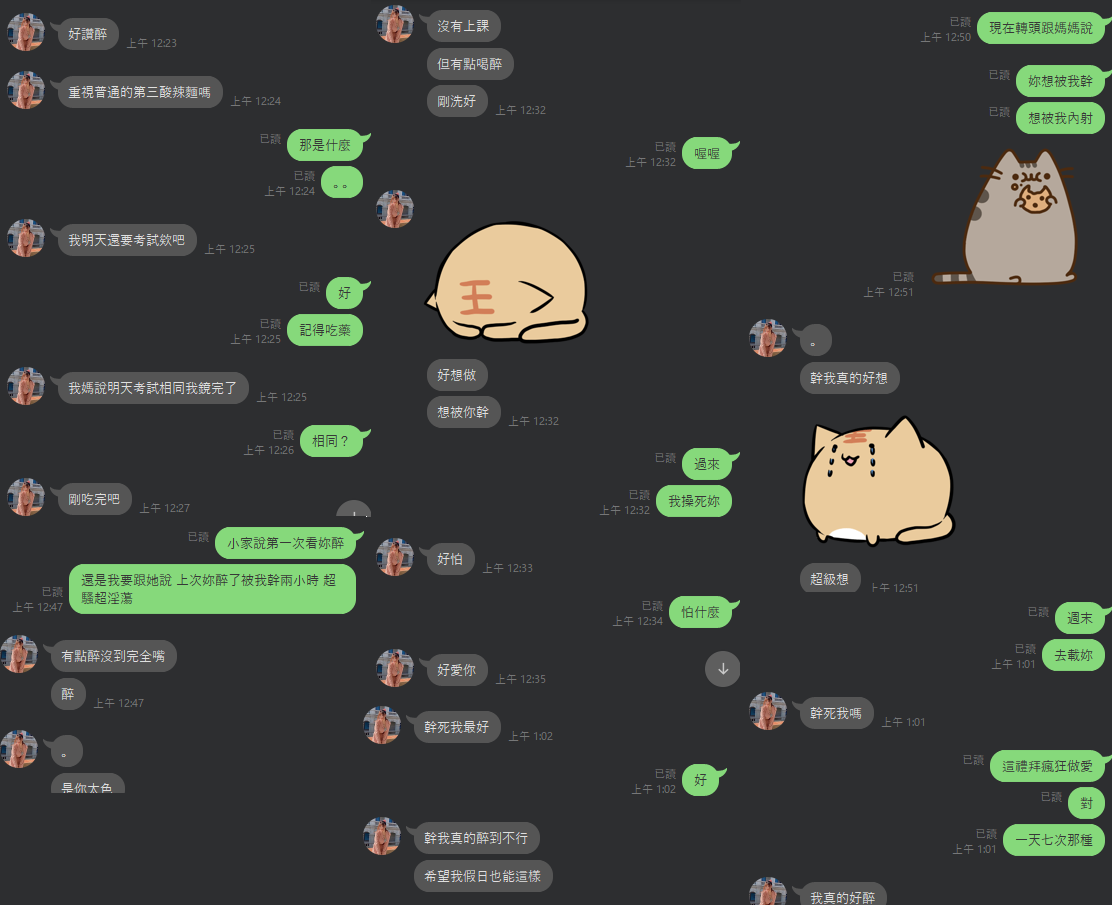 好讚醉
上午 12:23
重視普通的第三酸辣麵嗎
上午 12:24
已讀
那是什麼
已讀
上午 12:24
。。
我明天還要考試欸吧
上午 12:25
已讀
好
已讀
上午 12:25
記得吃藥
我媽說明天考試相同我鏡完了
上午 12:25
已讀
上午 12:26
相同？
剛吃完吧
上午 12:27
已讀
小家說第一次看妳醉
還是我要跟她說 上次妳醉了被我幹兩小時 超
騷超淫蕩
已讀
上午 12:47
有點醉沒到完全嘴
醉
上午 12:47
。
是你太色
沒有上課
但有點喝醉
剛洗好
上午 12:32
已讀
上午 12:32
喔喔
王
好想做
想被你幹
上午 12:32
已讀
過來
已讀
上午 12:32
我操死妳
好怕
上午 12:33
已讀
上午 12:34
怕什麼
好愛你
上午 12:35
幹死我最好
上午 1:02
已讀
上午 1:02
好
幹我真的醉到不行
希望我假日也能這樣
已讀
上午 12:50
現在轉頭跟媽媽說
已讀
妳想被我幹
已讀
想被我內射
已讀
上午 12:51
。
幹我真的好想
王
超級想
上午 12:51
已讀
週末
已讀
上午 1:01
去載妳
幹死我嗎
上午 1:01
已讀
這禮拜瘋狂做愛
已讀
對
已讀
上午 1:01
一天七次那種
我真的好醉